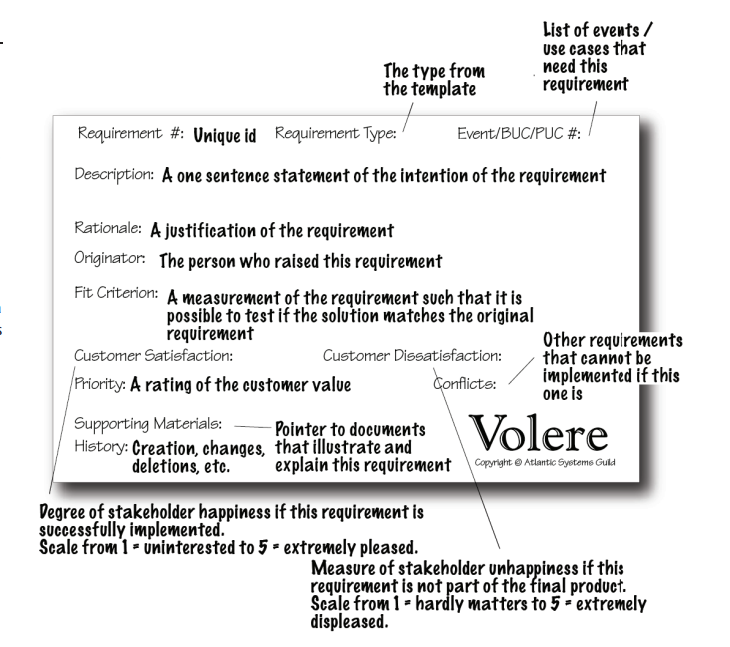 List of events /
use cases that
need this
requirement
The type from
the template
Requirement #: Unique id Requirement Type: Event/BUC/PUC #:
Description: A one sentence statement of the intention of the requirement
Rationale: A justification of the requirement
Originator: The person who raised this requirement
Fit Criterion: A measurement of the requirement such that it is
possible to test if the solution matches the original
requirement
Other requirements
that cannot be
implemented if this
one is
Customer Satisfaction: Customer Dissatisfaction:
Priority: A rating of the customer value Conflicts:
Supporting Materials: Pointer to documents
that illustrate and
explain this requirement
History: Creation, changes,
deletions, etc.
Volere
Copyright © Atlantic Systems Guild
Degree of stakeholder happiness if this requirement is
successfully implemented.
Scale from 1 = uninterested to 5 = extremely pleased.
Measure of stakeholder unhappiness if this
requirement is not part of the final product.
Scale from 1 = hardly matters to 5 = extremely
displeased.